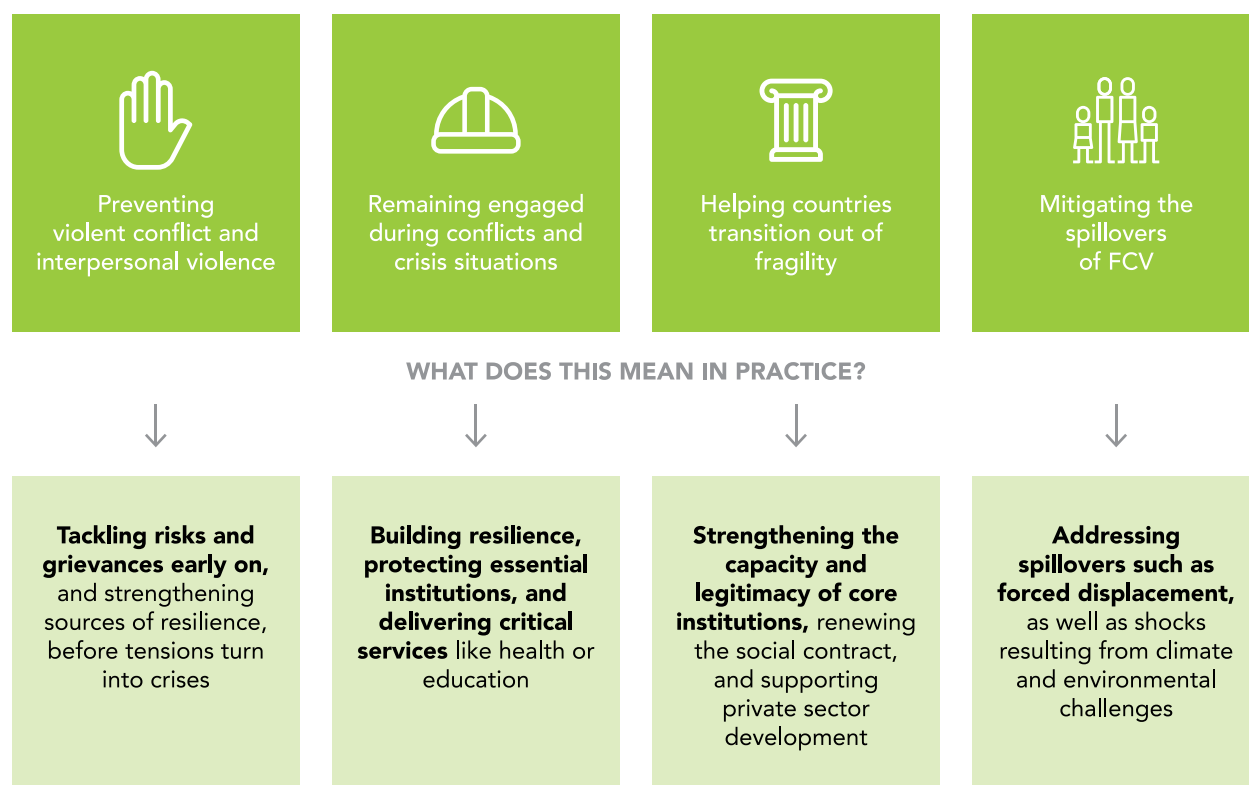 Preventing
violent conflict and
interpersonal violence
Remaining engaged
during conflicts and
crisis situations
Helping countries
transition out of
fragility
Mitigating the
spillovers
of FCV
WHAT DOES THIS MEAN IN PRACTICE?
Tackling risks and
grievances early on,
and strengthening
sources of resilience,
before tensions turn
into crises
Building resilience,
protecting essential
institutions, and
delivering critical
services like health or
education
Strengthening the
capacity and
legitimacy of core
institutions, renewing
the social contract,
and supporting
private sector
development
Addressing
spillovers such as
forced displacement,
as well as shocks
resulting from climate
and environmental
challenges